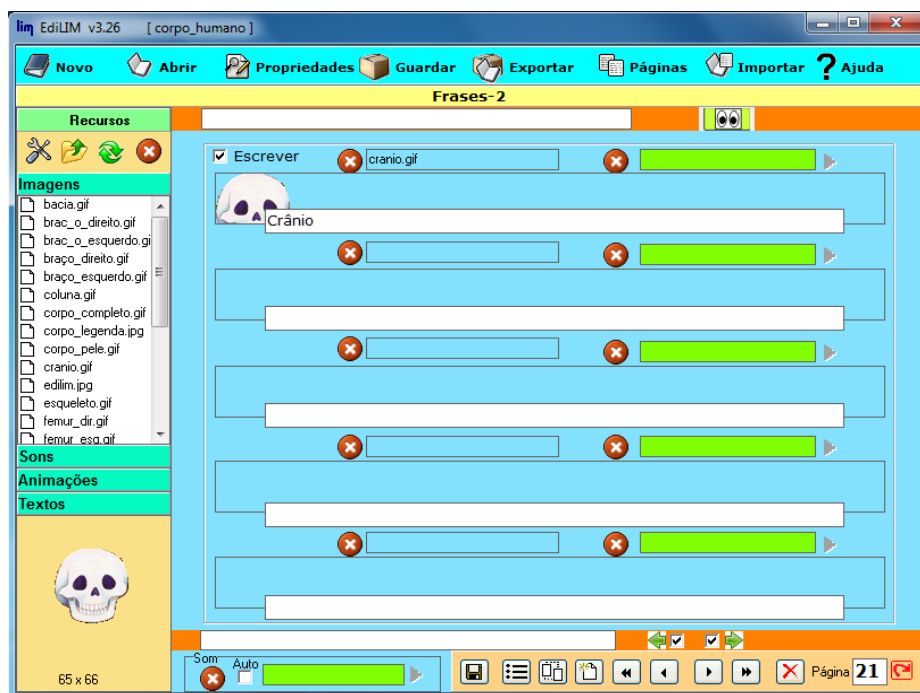 lim EdiLIM v3.26 [ corpo_humano ]
Novo Abrir Propriedades Guardar Exportar Páginas Importar ? Ajuda
Frases-2
Recursos
Escrever cranio.gif
Imagens
bacia.gif
Crânio
brac_o_direito.gif
brac_o_esquerdo.gi
braço_direito.gif
braço_esquerdo.gif
coluna.gif
corpo_completo.gif
corpo_legenda.jpg
corpo_pele.gif
cranio.gif
edilim.jpg
esqueleto.gif
femur_dir.gif
femur_esq.gif
Sons
Animações
Textos
Som Auto
65 x 66
Página 21